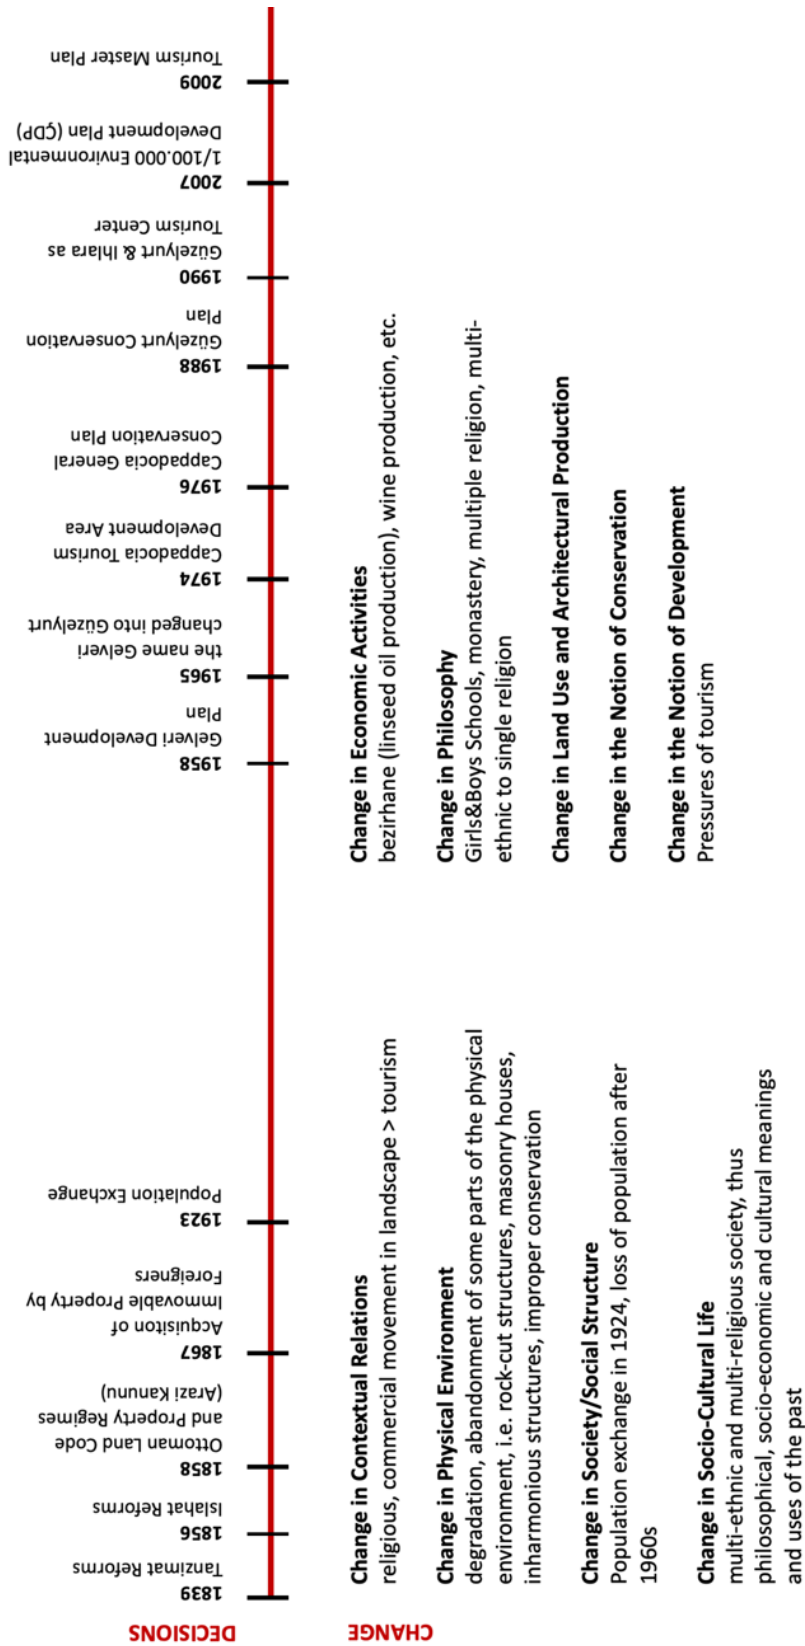 DECISIONS
1839
Tanzimat Reforms
1856
Islahat Reforms
1858
Ottoman Land Code
and Property Regimes
(Arazi Kanunu)
1867
Acquisiton of
Immovable Property by
Foreigners
1923
Population Exchange
1958
Gelveri Development
Plan
1965
the name Gelveri
changed into Güzelyurt
1974
Cappadocia Tourism
Development Area
1976
Cappadocia General
Conservation Plan
1988
Güzelyurt Conservation
Plan
1990
Güzelyurt & Ihlara as
Tourism Center
2007
1/100.000 Environmental
Development Plan (ÇDP)
2009
Tourism Master Plan
CHANGE
Change in Contextual Relations
religious, commercial movement in landscape > tourism
Change in Physical Environment
degradation, abandonment of some parts of the physical
environment, i.e. rock-cut structures, masonry houses,
inharmonious structures, improper conservation
Change in Society/Social Structure
Population exchange in 1924, loss of population after
1960s
Change in Socio-Cultural Life
multi-ethnic and multi-religious society, thus
philosophical, socio-economic and cultural meanings
and uses of the past
Change in Economic Activities
bezirhane (linseed oil production), wine production, etc.
Change in Philosophy
Girls&Boys Schools, monastery, multiple religion, multi-
ethnic to single religion
Change in Land Use and Architectural Production
Change in the Notion of Conservation
Change in the Notion of Development
Pressures of tourism